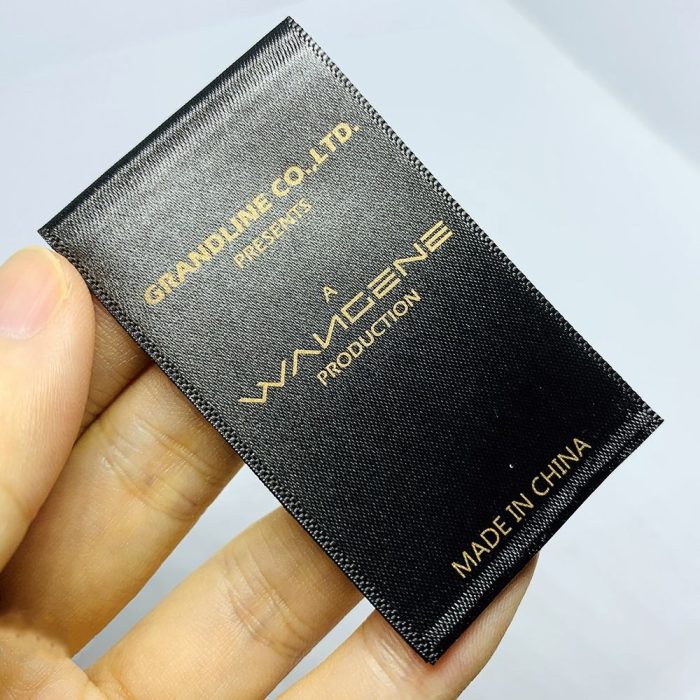 GRANDLINE CO.,LTD.
PRESENTS
A
WANGENE
PRODUCTION
MADE IN CHINA